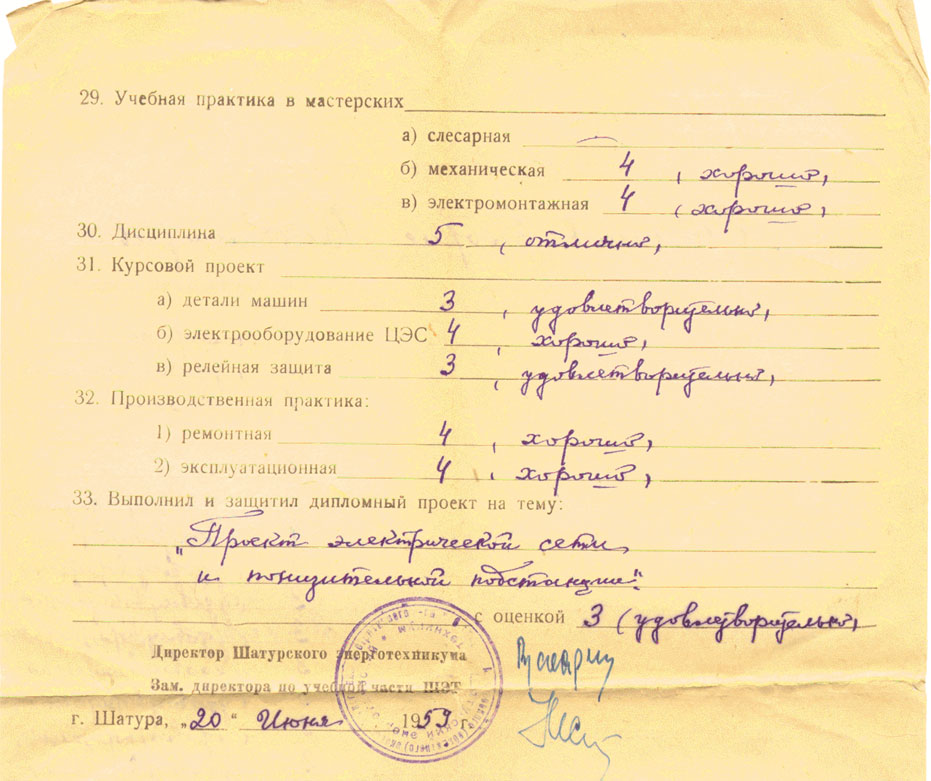 29. Учебная практика в мастерских
а) слесарная —
б) механическая 4 , хорошо,
в) электромонтажная 4 , хорошо,
30. Дисциплина 5 , отлично,
31. Курсовой проект
а) детали машин 3 , удовлетворительно,
б) электрооборудование ЦЭС 4 , хорошо,
в) релейная защита 3 , удовлетворительно,
32. Производственная практика:
1) ремонтная 4 , хорошо,
2) эксплуатационная 4 , хорошо,
33. Выполнил и защитил дипломный проект на тему:
„Проект электрической сети
и понизительной подстанции"
с оценкой 3 (удовлетворительно,
Директор Шатурского энерготехникума
Зам. директора по учебной части ШЭТ
г. Шатура, „20" Июня 1959 г.